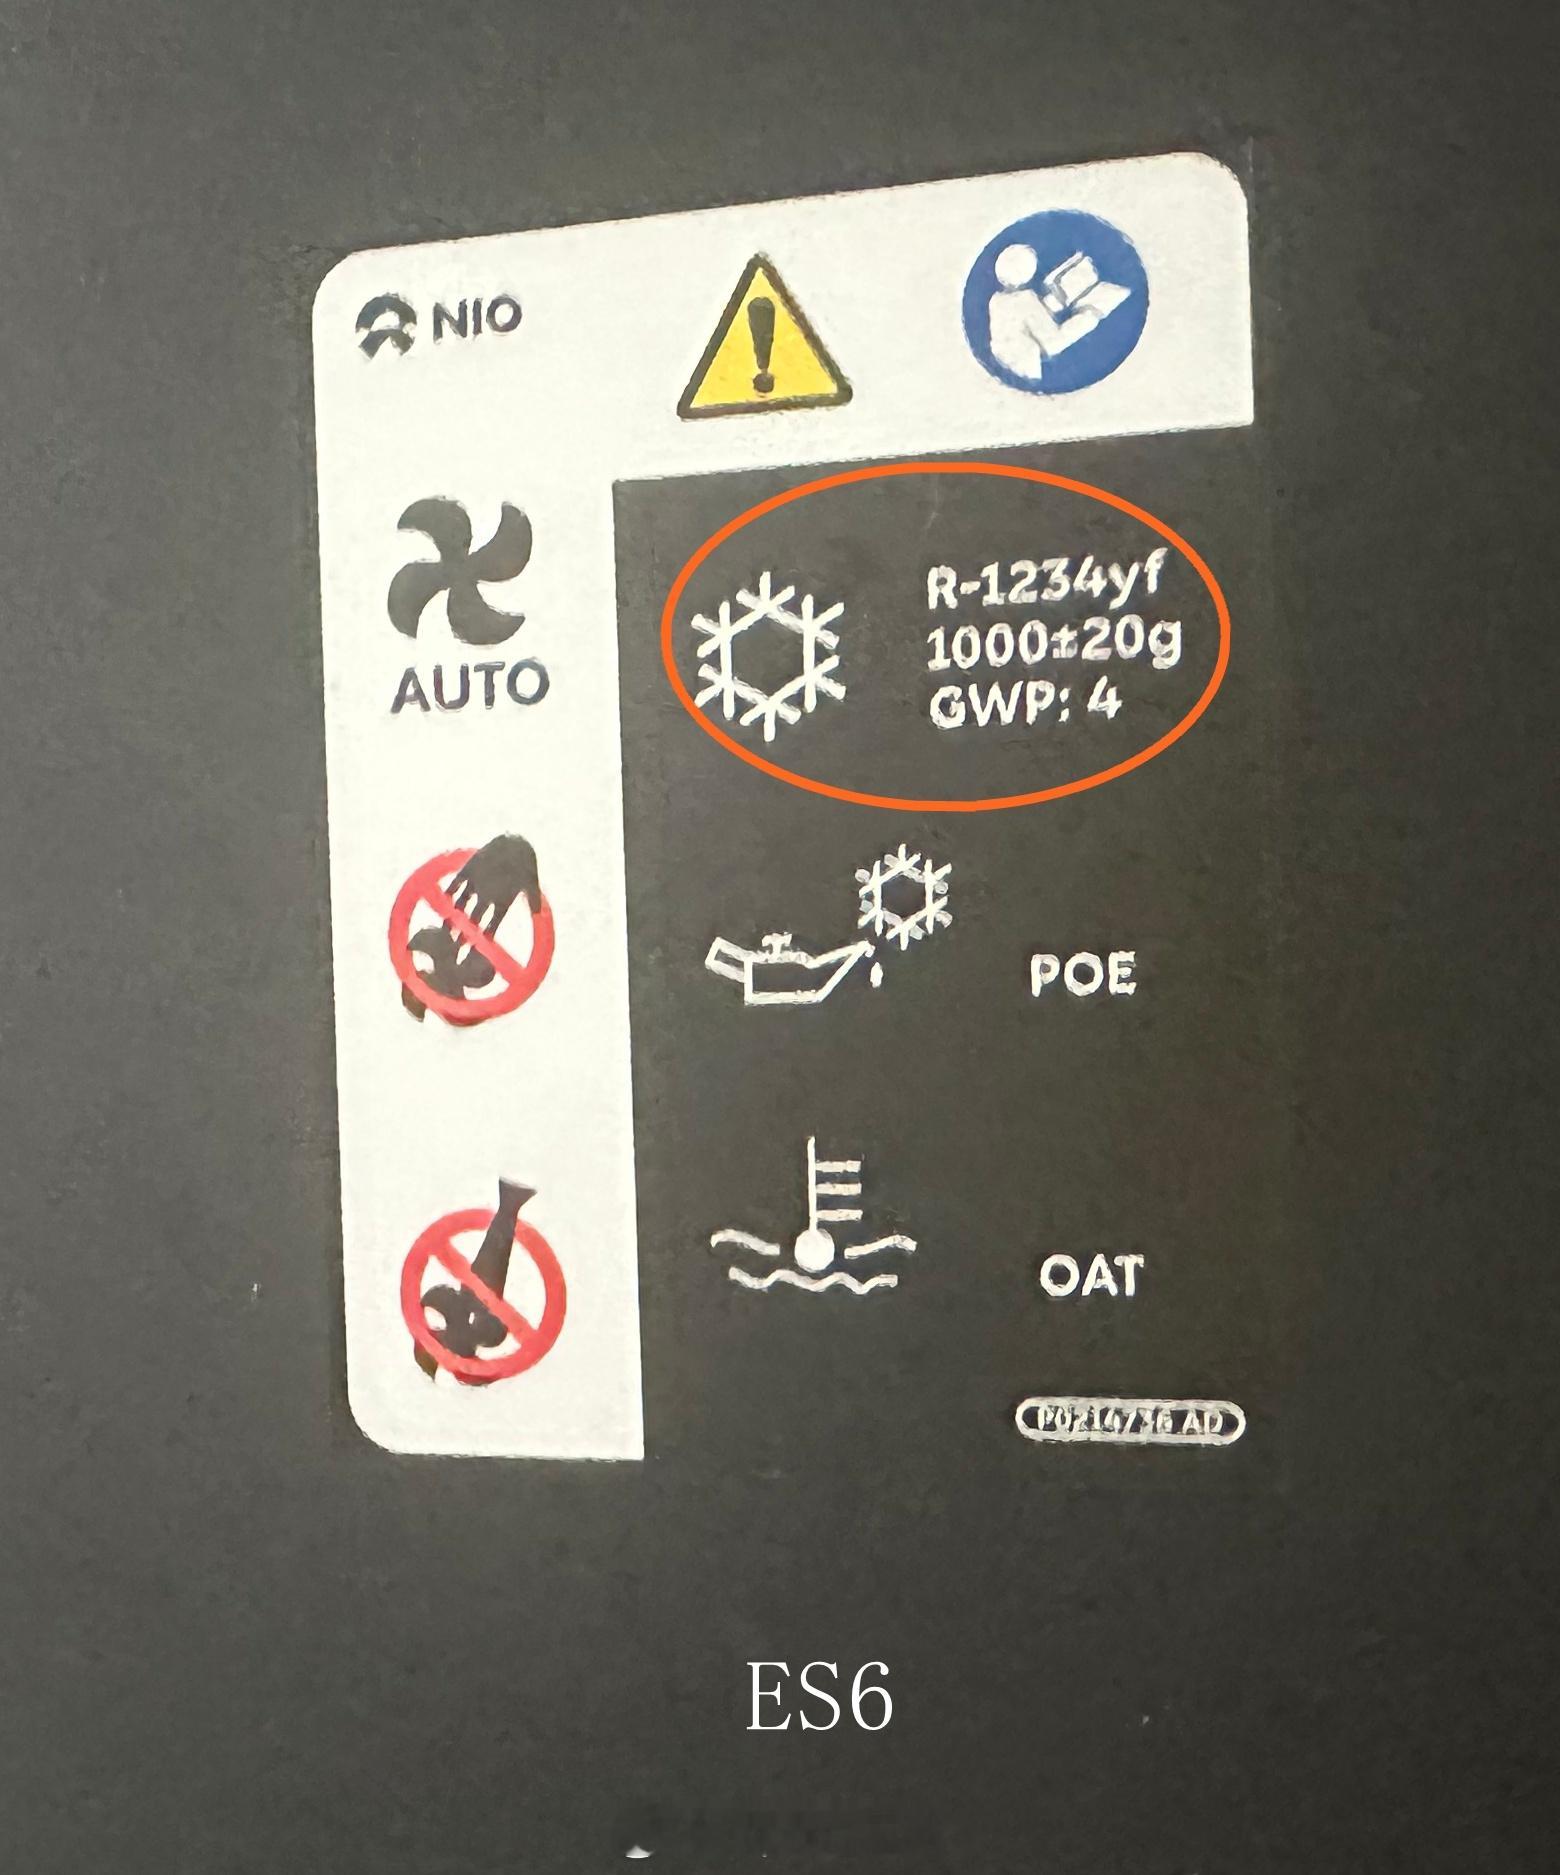 NIO
AUTO
R-1234yf
1000±20g
GWP: 4
POE
OAT
ES6